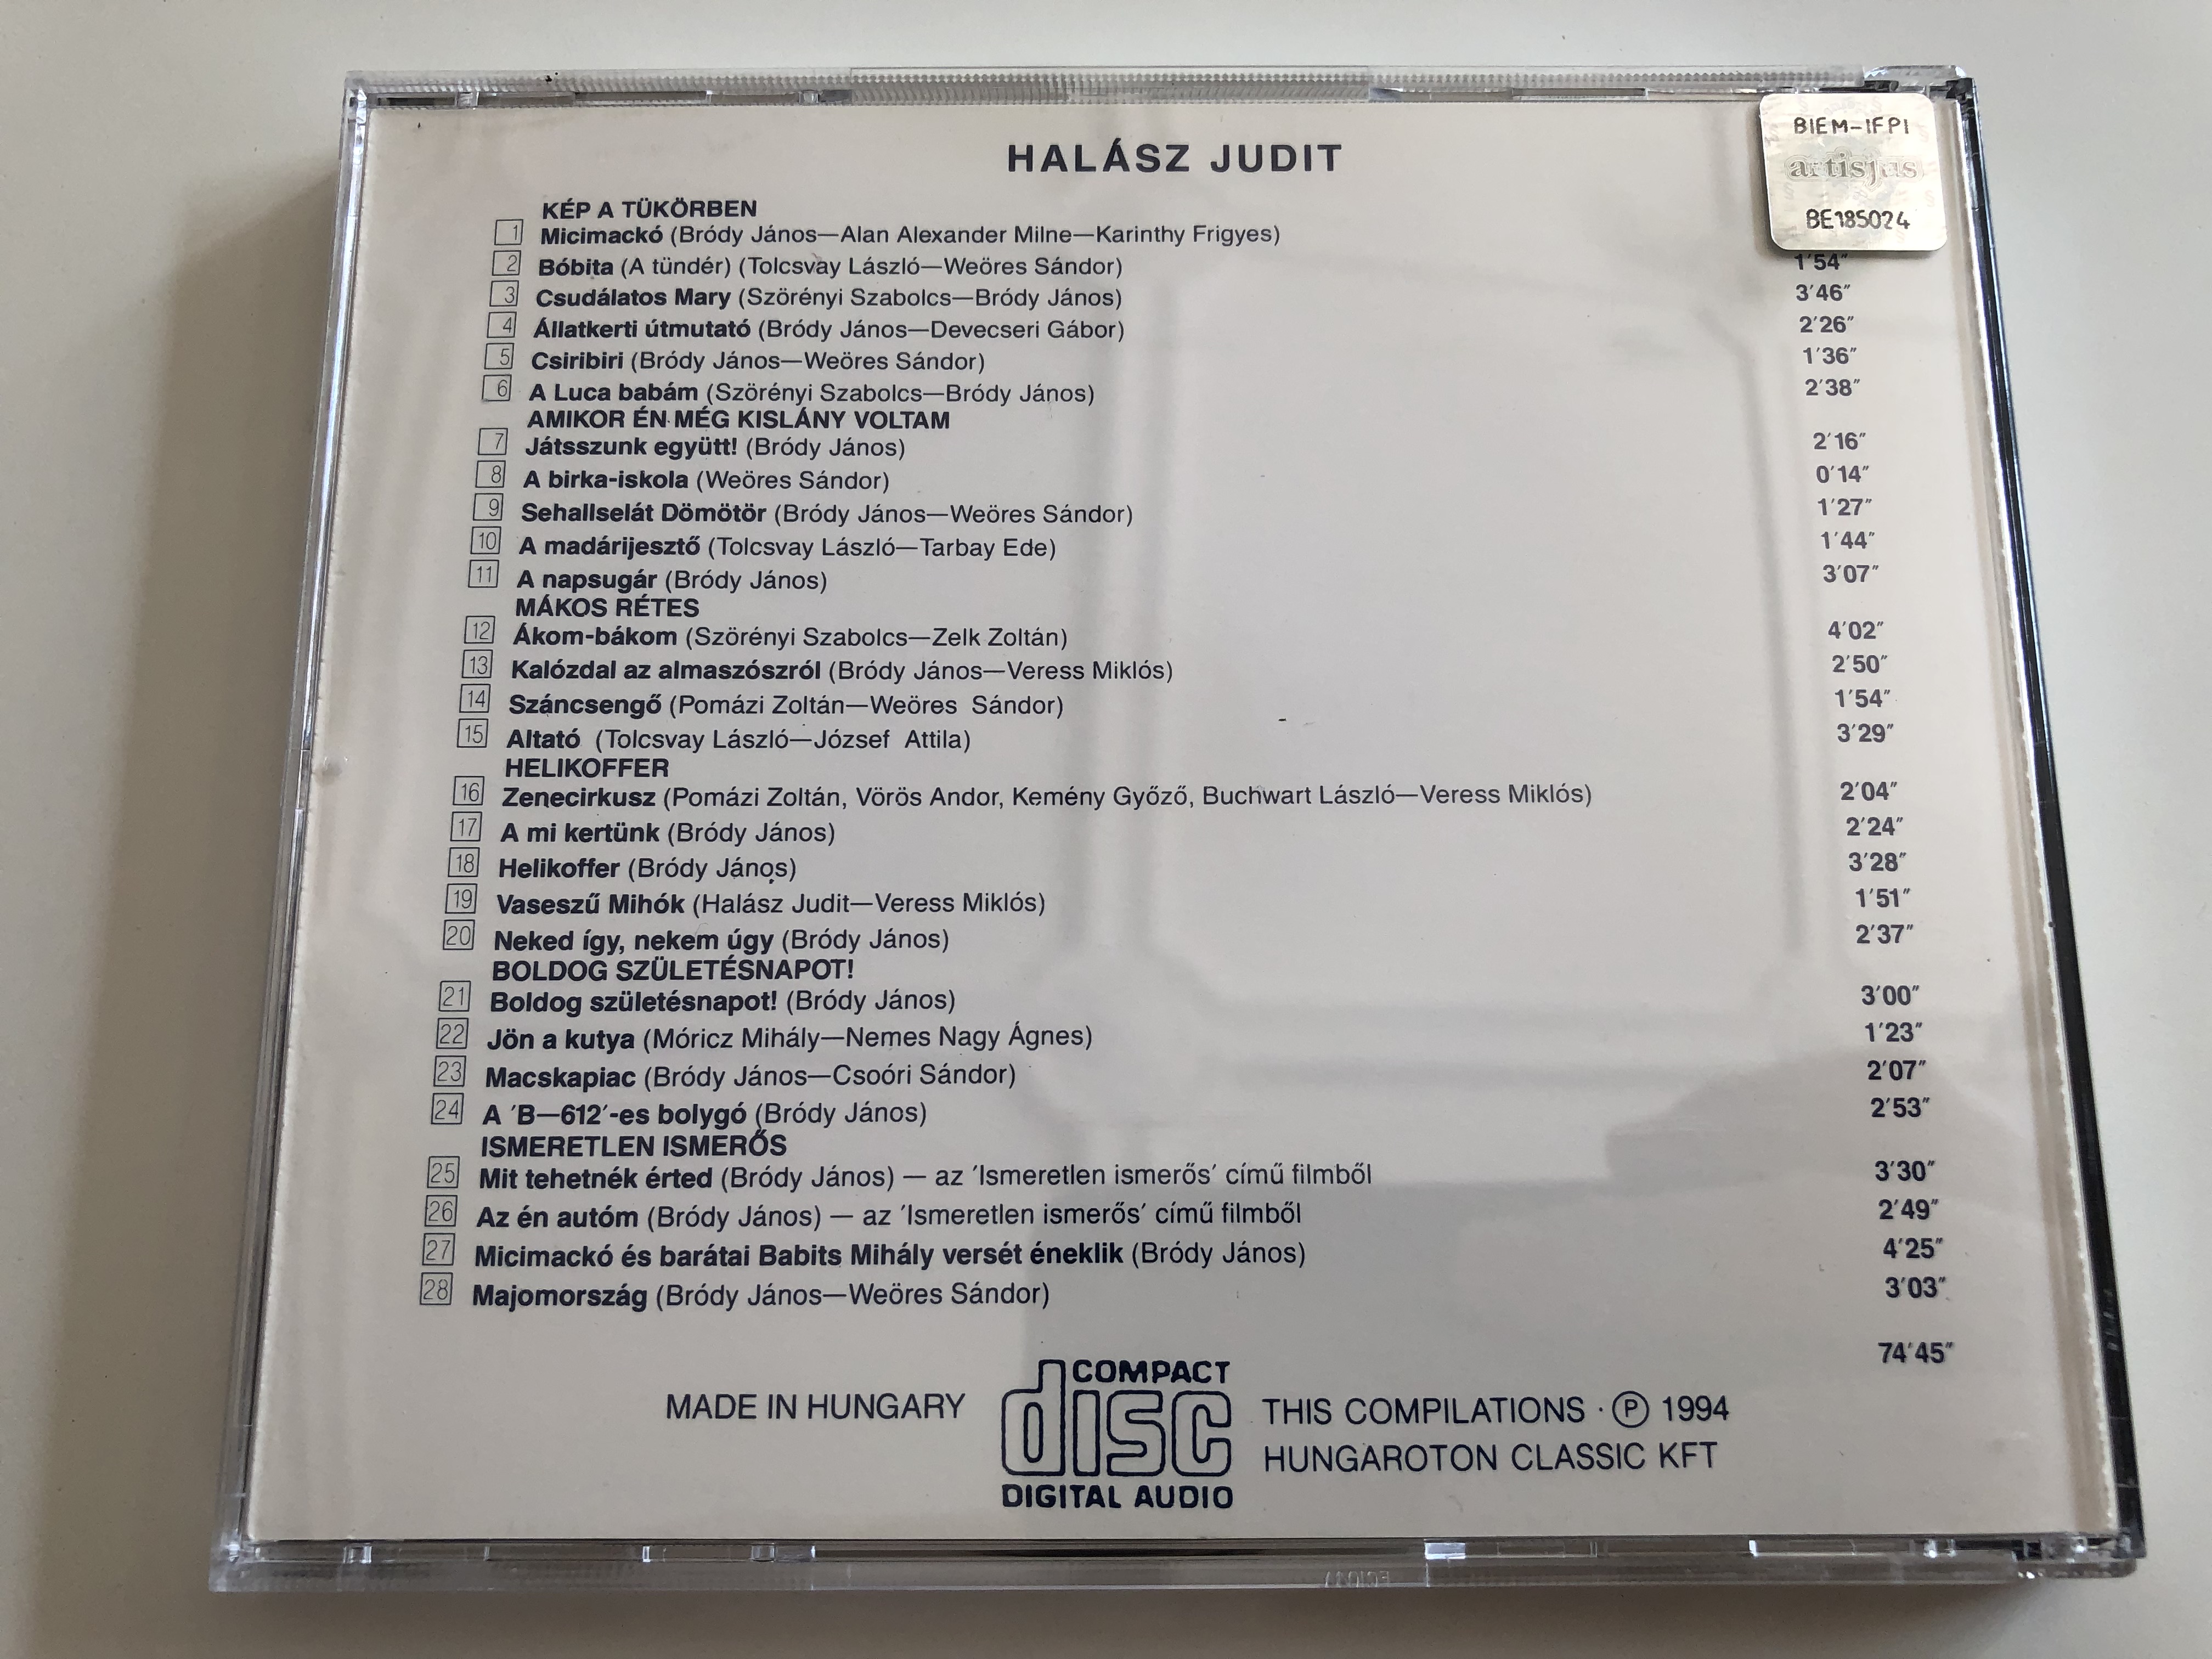 BIEM-IFPI
artisjus
BE185024
HALÁSZ JUDIT
KÉP A TÜKÖRBEN
1 Micimackó (Bródy János—Alan Alexander Milne—Karinthy Frigyes)
2 Bóbita (A tündér) (Tolcsvay László—Weöres Sándor) 1'54"
3 Csudálatos Mary (Szörényi Szabolcs—Bródy János) 3'46"
4 Állatkerti útmutató (Bródy János—Devecseri Gábor) 2'26"
5 Csiribiri (Bródy János—Weöres Sándor) 1'36"
6 A Luca babám (Szörényi Szabolcs—Bródy János) 2'38"
AMIKOR ÉN MÉG KISLÁNY VOLTAM
7 Játsszunk együtt! (Bródy János) 2'16"
8 A birka-iskola (Weöres Sándor) 0'14"
9 Sehallselát Dömötör (Bródy János—Weöres Sándor) 1'27"
10 A madárijesztő (Tolcsvay László—Tarbay Ede) 1'44"
11 A napsugár (Bródy János) 3'07"
MÁKOS RÉTES
12 Ákom-bákom (Szörényi Szabolcs—Zelk Zoltán) 4'02"
13 Kalózdal az almaszószról (Bródy János—Veress Miklós) 2'50"
14 Száncsengő (Pomázi Zoltán—Weöres Sándor) 1'54"
15 Altató (Tolcsvay László—József Attila) 3'29"
HELIKOFFER
16 Zenecirkusz (Pomázi Zoltán, Vörös Andor, Kemény Győző, Buchwart László—Veress Miklós) 2'04"
17 A mi kertünk (Bródy János) 2'24"
18 Helikoffer (Bródy János) 3'28"
19 Vaseszű Mihók (Halász Judit—Veress Miklós) 1'51"
20 Neked így, nekem úgy (Bródy János) 2'37"
BOLDOG SZÜLETÉSNAPOT!
21 Boldog születésnapot! (Bródy János) 3'00"
22 Jön a kutya (Móricz Mihály—Nemes Nagy Ágnes) 1'23"
23 Macskapiac (Bródy János—Csoóri Sándor) 2'07"
24 A 'B—612'-es bolygó (Bródy János) 2'53"
ISMERETLEN ISMERŐS
25 Mit tehetnék érted (Bródy János) — az 'Ismeretlen ismerős' című filmből 3'30"
26 Az én autóm (Bródy János) — az 'Ismeretlen ismerős' című filmből 2'49"
27 Micimackó és barátai Babits Mihály versét éneklik (Bródy János) 4'25"
28 Majomország (Bródy János—Weöres Sándor) 3'03"
74'45"
MADE IN HUNGARY
COMPACT
disc
DIGITAL AUDIO
THIS COMPILATIONS · Ⓟ 1994
HUNGAROTON CLASSIC KFT